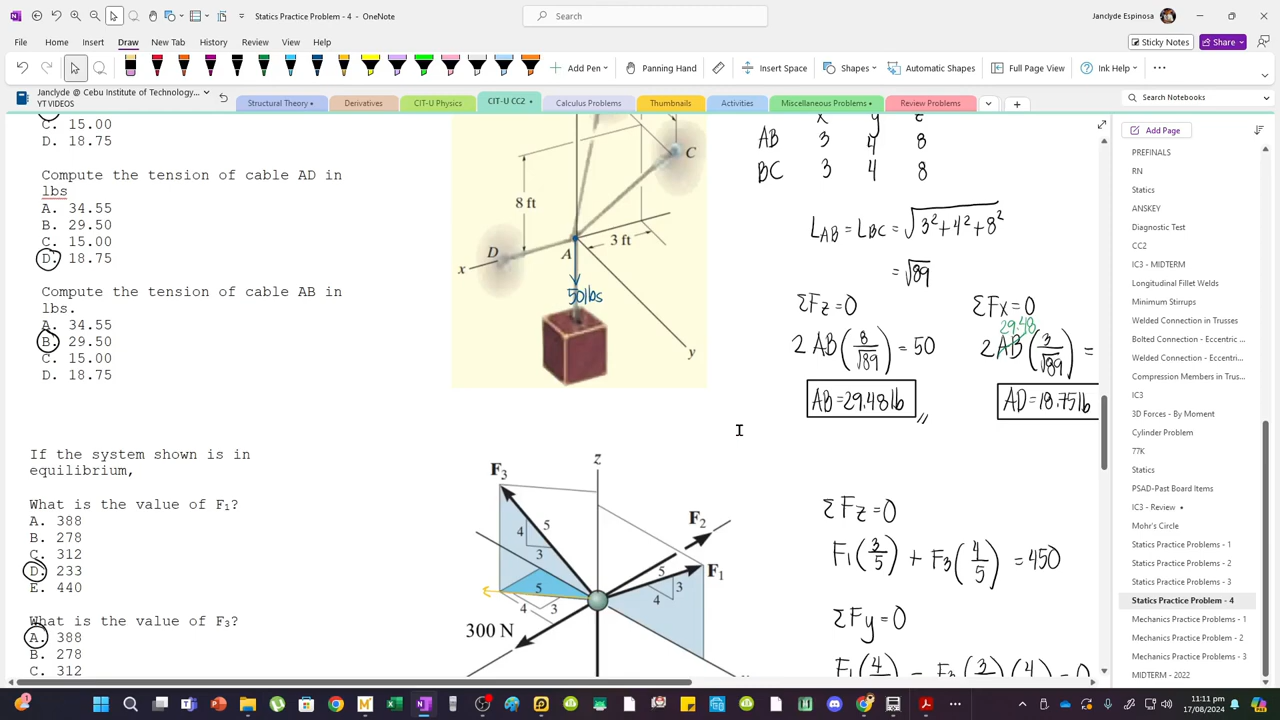 Statics Practice Problem - 4 - OneNote
Search
Janclyde Espinosa
File Home Insert Draw New Tab History Review View Help
Sticky Notes
Share
Add Pen
Panning Hand
Insert Space
Shapes
Automatic Shapes
Full Page View
Ink Help
Janclyde @ Cebu Institute of Technology...
YT VIDEOS
Structural Theory
Derivatives
CIT-U Physics
CIT-U CC2
Calculus Problems
Thumbnails
Activities
Miscellaneous Problems
Review Problems
Search Notebooks
Add Page
C. 15.00
D. 18.75
Compute the tension of cable AD in
lbs
A. 34.55
B. 29.50
C. 15.00
D. 18.75
Compute the tension of cable AB in
lbs.
A. 34.55
B. 29.50
C. 15.00
D. 18.75
If the system shown is in
equilibrium,
What is the value of F₁?
A. 388
B. 278
C. 312
D. 233
E. 440
What is the value of F₃?
A. 388
B. 278
C. 312
C
8 ft
3 ft
D
A
x
50lbs
y
z
F₃
F₂
F₁
4 5
3
5
3
4
5
4 3
300 N
x y z
AB 3 4 8
BC 3 4 8
L_AB = L_BC = √3²+4²+8²
= √89
ΣFz=0
2 AB (8/√89) = 50
AB=29.48lb
ΣFx=0
29.48
2 AB (3/√89) =
AD=18.75lb
ΣFz=0
F₁(3/5) + F₃(4/5) = 450
ΣFy=0
F₁(4/ F₃(3/ )(4/
PREFINALS
RN
Statics
ANSKEY
Diagnostic Test
CC2
IC3 - MIDTERM
Longitudinal Fillet Welds
Minimum Stirrups
Welded Connection in Trusses
Bolted Connection - Eccentric ...
Welded Connection - Eccentri...
Compression Members in Trus...
IC3
3D Forces - By Moment
Cylinder Problem
77K
Statics
PSAD-Past Board Items
IC3 - Review
Mohr's Circle
Statics Practice Problems - 1
Statics Practice Problems - 2
Statics Practice Problems - 3
Statics Practice Problem - 4
Mechanics Practice Problems - 1
Mechanics Practice Problem - 2
Mechanics Practice Problem - 3
MIDTERM - 2022
11:11 pm
17/08/2024